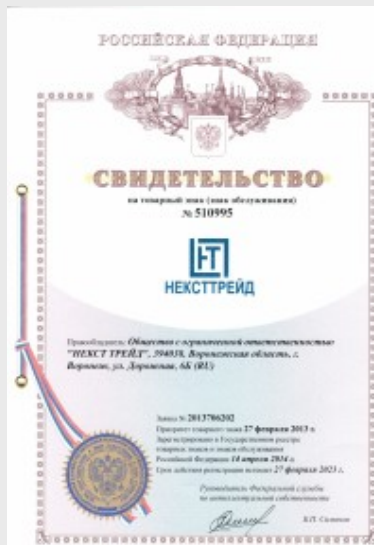 РОССИЙСКАЯ ФЕДЕРАЦИЯ
СВИДЕТЕЛЬСТВО
на товарный знак (знак обслуживания)
№ 510995
НТ
НЕКСТТРЕЙД
Правообладатель: Общество с ограниченной ответственностью
"НЕКСТ ТРЕЙД", 394038, Воронежская область, г.
Воронеж, ул. Дорожная, 6Б (RU)
Заявка № 2013706202
Приоритет товарного знака 27 февраля 2013 г.
Зарегистрировано в Государственном реестре
товарных знаков и знаков обслуживания
Российской Федерации 14 апреля 2014 г.
Срок действия регистрации истекает 27 февраля 2023 г.
Руководитель Федеральной службы
по интеллектуальной собственности
Б.П. Симонов